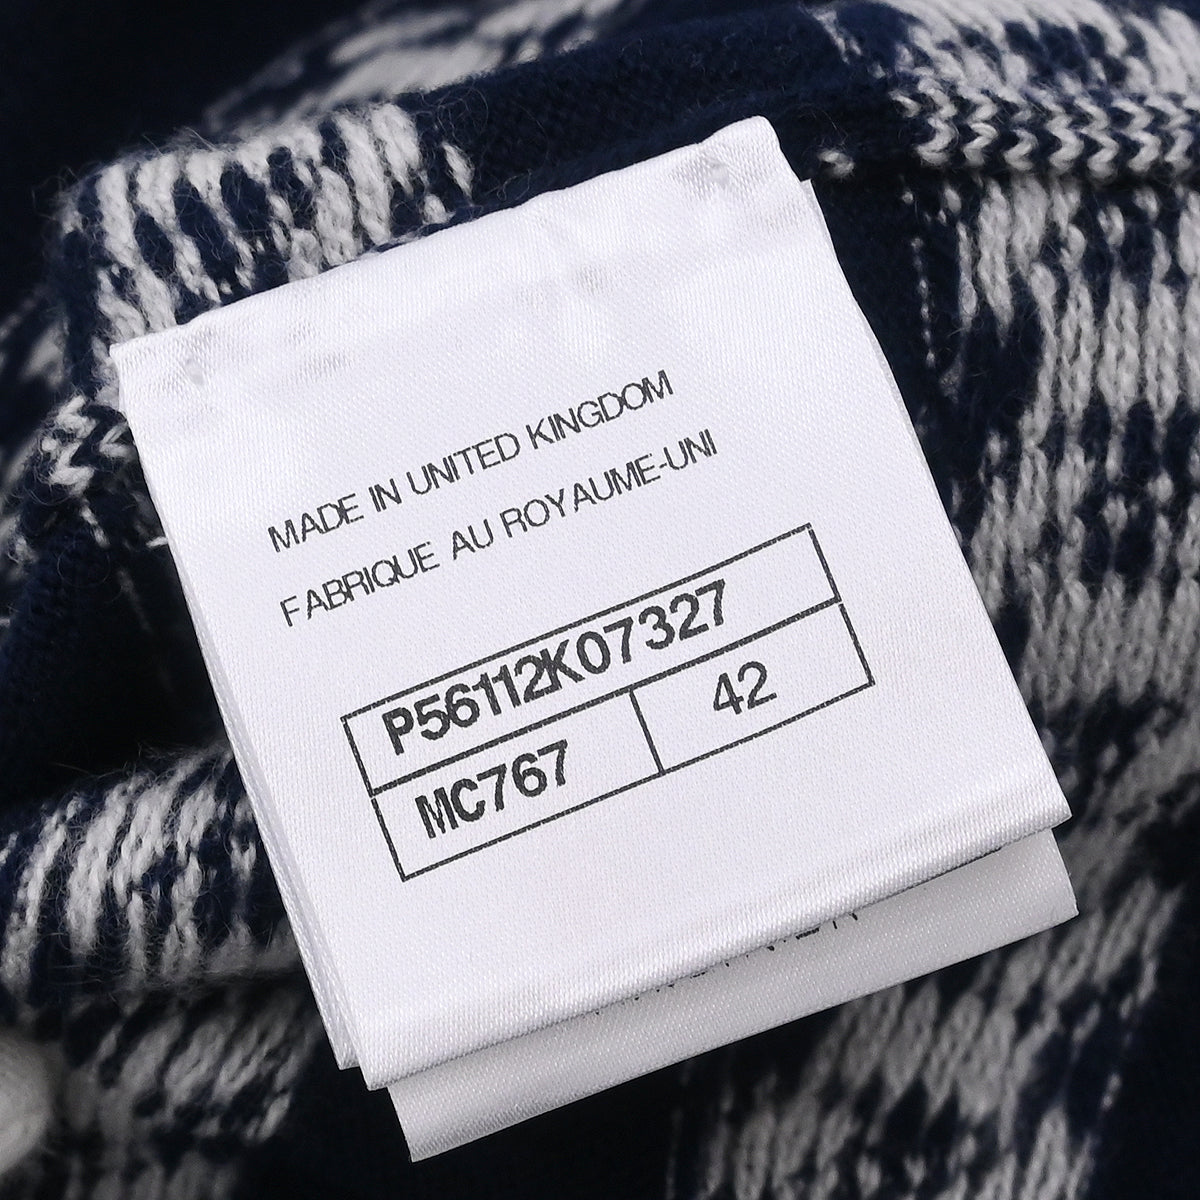 MADE IN UNITED KINGDOM
FABRIQUE AU ROYAUME-UNI
P56112K07327
MC767
42